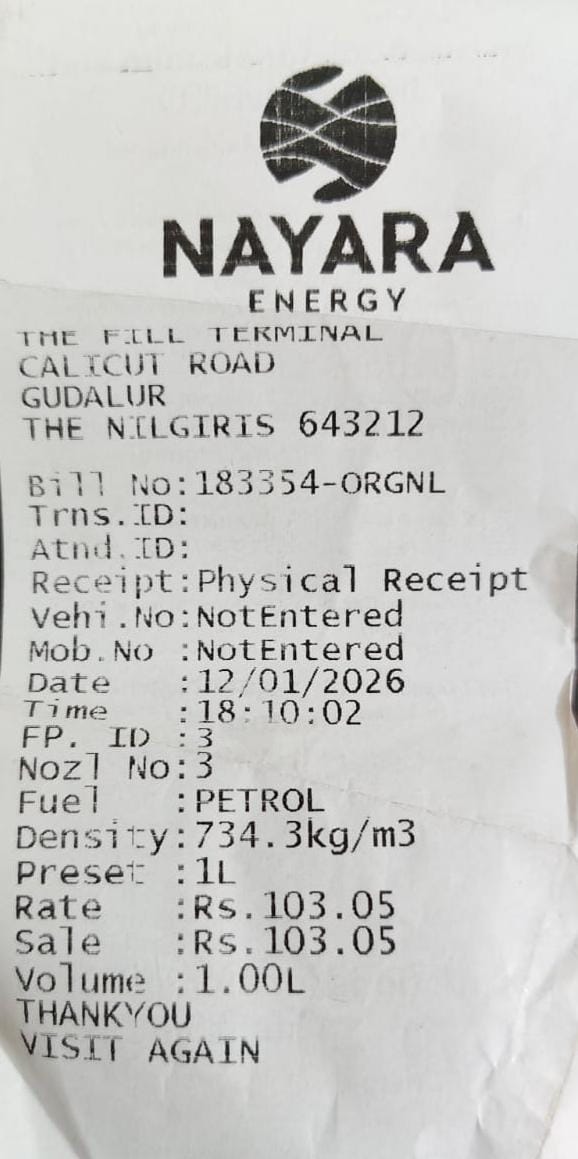 NAYARA
ENERGY
THE FILL TERMINAL
CALICUT ROAD
GUDALUR
THE NILGIRIS 643212
Bill No:183354-ORGNL
Trns.ID:
Atnd.ID:
Receipt:Physical Receipt
Vehi.No:NotEntered
Mob.No :NotEntered
Date :12/01/2026
Time :18:10:02
FP. ID :3
Nozl No:3
Fuel :PETROL
Density:734.3kg/m3
Preset :1L
Rate :Rs.103.05
Sale :Rs.103.05
Volume :1.00L
THANKYOU
VISIT AGAIN